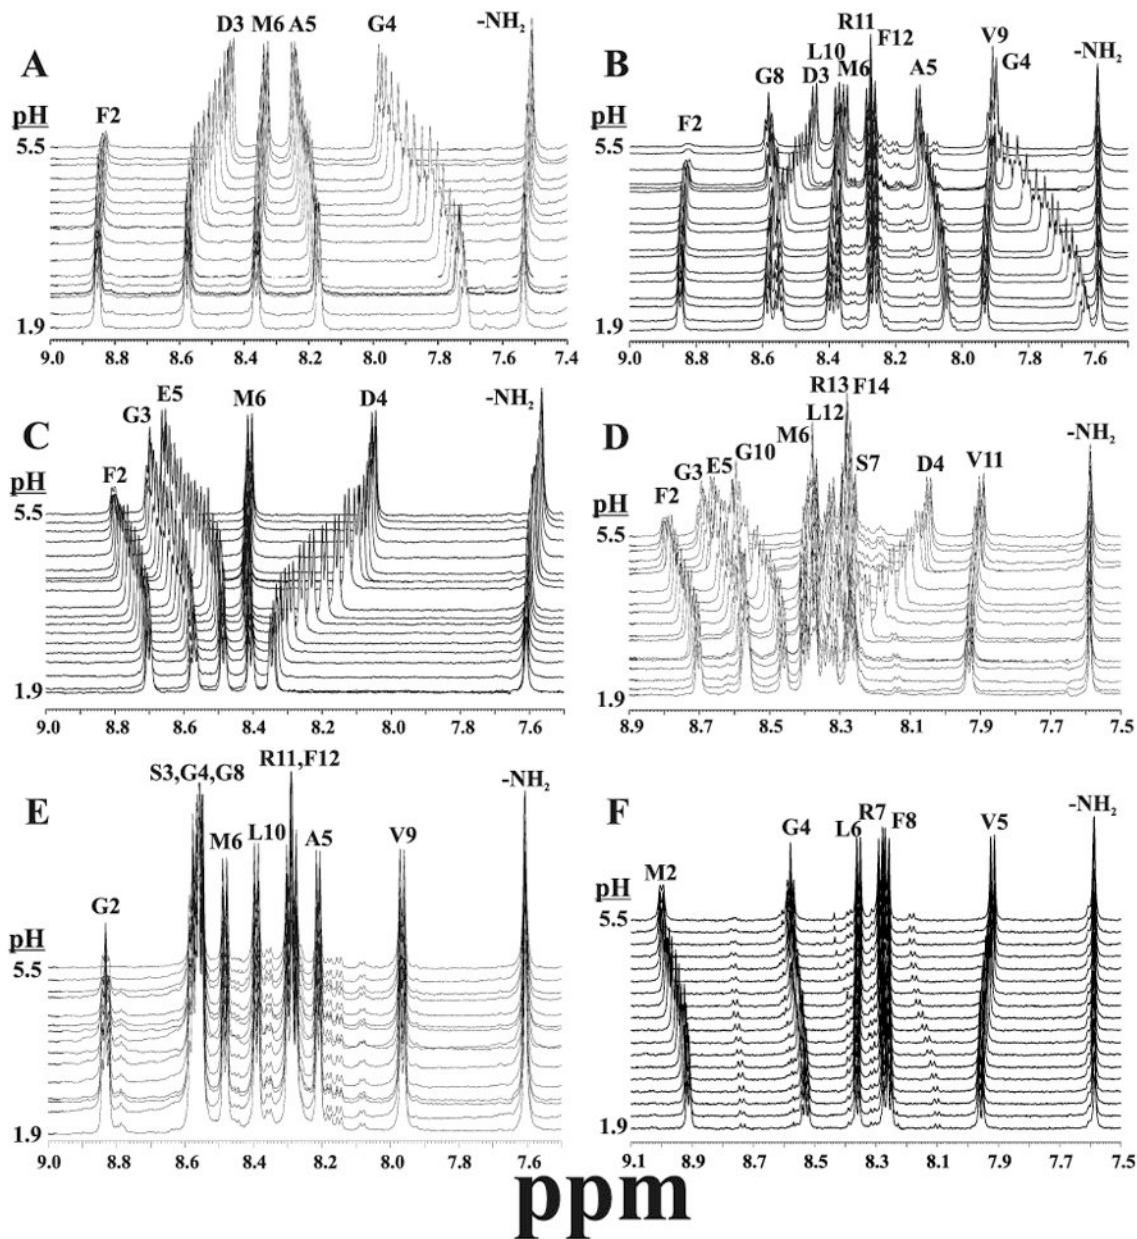 A
D3 M6 A5 G4 -NH2
F2
pH
5.5
1.9
9.0 8.8 8.6 8.4 8.2 8.0 7.8 7.6 7.4
B
R11
L10 F12 V9 -NH2
G8 D3 M6 A5 G4
F2
pH
5.5
1.9
9.0 8.8 8.6 8.4 8.2 8.0 7.8 7.6
C
E5 M6 D4 -NH2
G3
F2
pH
5.5
1.9
9.0 8.8 8.6 8.4 8.2 8.0 7.8 7.6
D
R13 F14
L12 -NH2
M6
G3 E5 G10 S7 D4 V11
F2
pH
5.5
1.9
8.9 8.7 8.5 8.3 8.1 7.9 7.7 7.5
E
S3,G4,G8 R11,F12 -NH2
M6 L10 A5 V9
G2
pH
5.5
1.9
9.0 8.8 8.6 8.4 8.2 8.0 7.8 7.6
F
-NH2
G4 L6 R7 F8 V5
M2
pH
5.5
1.9
9.1 8.9 8.7 8.5 8.3 8.1 7.9 7.7 7.5
ppm